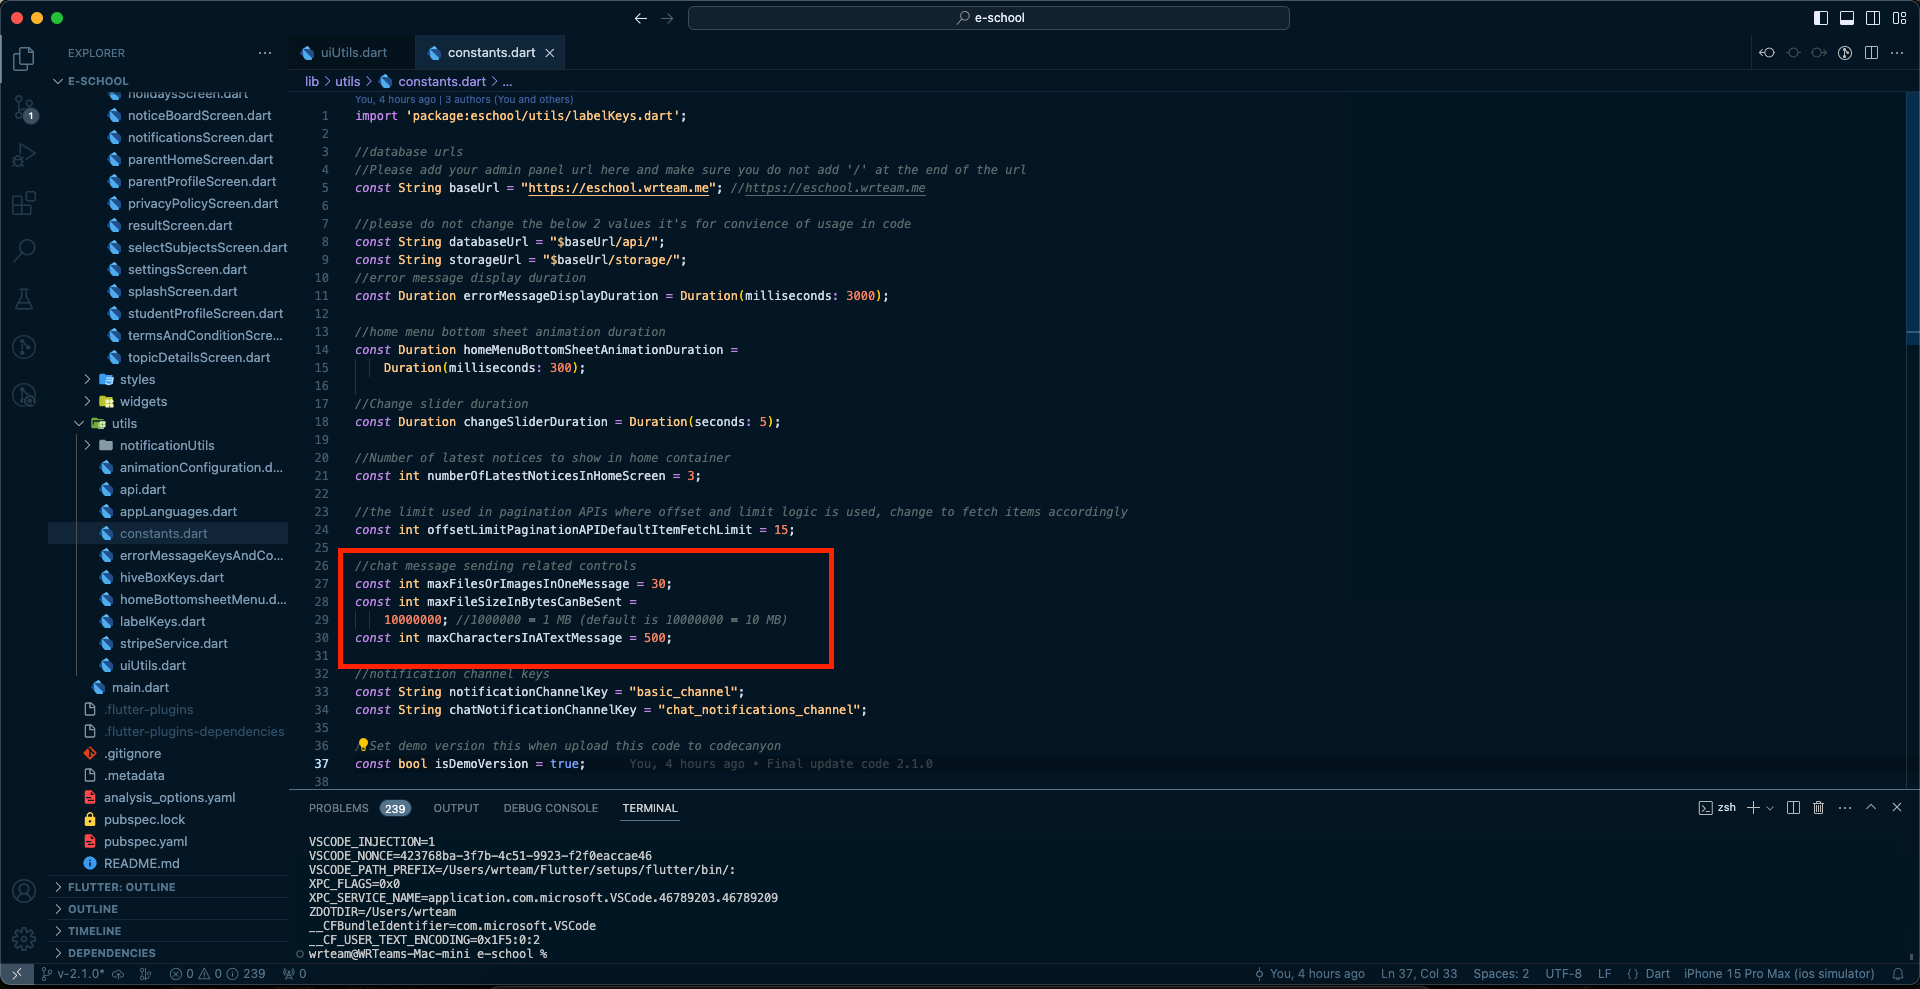 e-school
EXPLORER
uiUtils.dart
constants.dart
E-SCHOOL
lib > utils > constants.dart > ...
holidaysScreen.dart
noticeBoardScreen.dart
notificationsScreen.dart
parentHomeScreen.dart
parentProfileScreen.dart
privacyPolicyScreen.dart
resultScreen.dart
selectSubjectsScreen.dart
settingsScreen.dart
splashScreen.dart
studentProfileScreen.dart
termsAndConditionScre...
topicDetailsScreen.dart
styles
widgets
utils
notificationUtils
animationConfiguration.d...
api.dart
appLanguages.dart
constants.dart
errorMessageKeysAndCo...
hiveBoxKeys.dart
homeBottomsheetMenu.d...
labelKeys.dart
stripeService.dart
uiUtils.dart
main.dart
.flutter-plugins
.flutter-plugins-dependencies
.gitignore
.metadata
analysis_options.yaml
pubspec.lock
pubspec.yaml
README.md
FLUTTER: OUTLINE
OUTLINE
TIMELINE
DEPENDENCIES
1
You, 4 hours ago | 3 authors (You and others)
1 import 'package:eschool/utils/labelKeys.dart';
2
3 //database urls
4 //Please add your admin panel url here and make sure you do not add '/' at the end of the url
5 const String baseUrl = "https://eschool.wrteam.me"; //https://eschool.wrteam.me
6
7 //please do not change the below 2 values it's for convience of usage in code
8 const String databaseUrl = "$baseUrl/api/";
9 const String storageUrl = "$baseUrl/storage/";
10 //error message display duration
11 const Duration errorMessageDisplayDuration = Duration(milliseconds: 3000);
12
13 //home menu bottom sheet animation duration
14 const Duration homeMenuBottomSheetAnimationDuration =
15 Duration(milliseconds: 300);
16
17 //Change slider duration
18 const Duration changeSliderDuration = Duration(seconds: 5);
19
20 //Number of latest notices to show in home container
21 const int numberOfLatestNoticesInHomeScreen = 3;
22
23 //the limit used in pagination APIs where offset and limit logic is used, change to fetch items accordingly
24 const int offsetLimitPaginationAPIDefaultItemFetchLimit = 15;
25
26 //chat message sending related controls
27 const int maxFilesOrImagesInOneMessage = 30;
28 const int maxFileSizeInBytesCanBeSent =
29 10000000; //1000000 = 1 MB (default is 10000000 = 10 MB)
30 const int maxCharactersInATextMessage = 500;
31
32 //notification channel keys
33 const String notificationChannelKey = "basic_channel";
34 const String chatNotificationChannelKey = "chat_notifications_channel";
35
36 /Set demo version this when upload this code to codecanyon
37 const bool isDemoVersion = true; You, 4 hours ago • Final update code 2.1.0
38
PROBLEMS 239 OUTPUT DEBUG CONSOLE TERMINAL
zsh
VSCODE_INJECTION=1
VSCODE_NONCE=423768ba-3f7b-4c51-9923-f2f0eaccae46
VSCODE_PATH_PREFIX=/Users/wrteam/Flutter/setups/flutter/bin/:
XPC_FLAGS=0x0
XPC_SERVICE_NAME=application.com.microsoft.VSCode.46789203.46789209
ZDOTDIR=/Users/wrteam
__CFBundleIdentifier=com.microsoft.VSCode
__CF_USER_TEXT_ENCODING=0x1F5:0:2
wrteam@WRTeams-Mac-mini e-school %
v-2.1.0* 0 0 239 0
You, 4 hours ago Ln 37, Col 33 Spaces: 2 UTF-8 LF {} Dart iPhone 15 Pro Max (ios simulator)